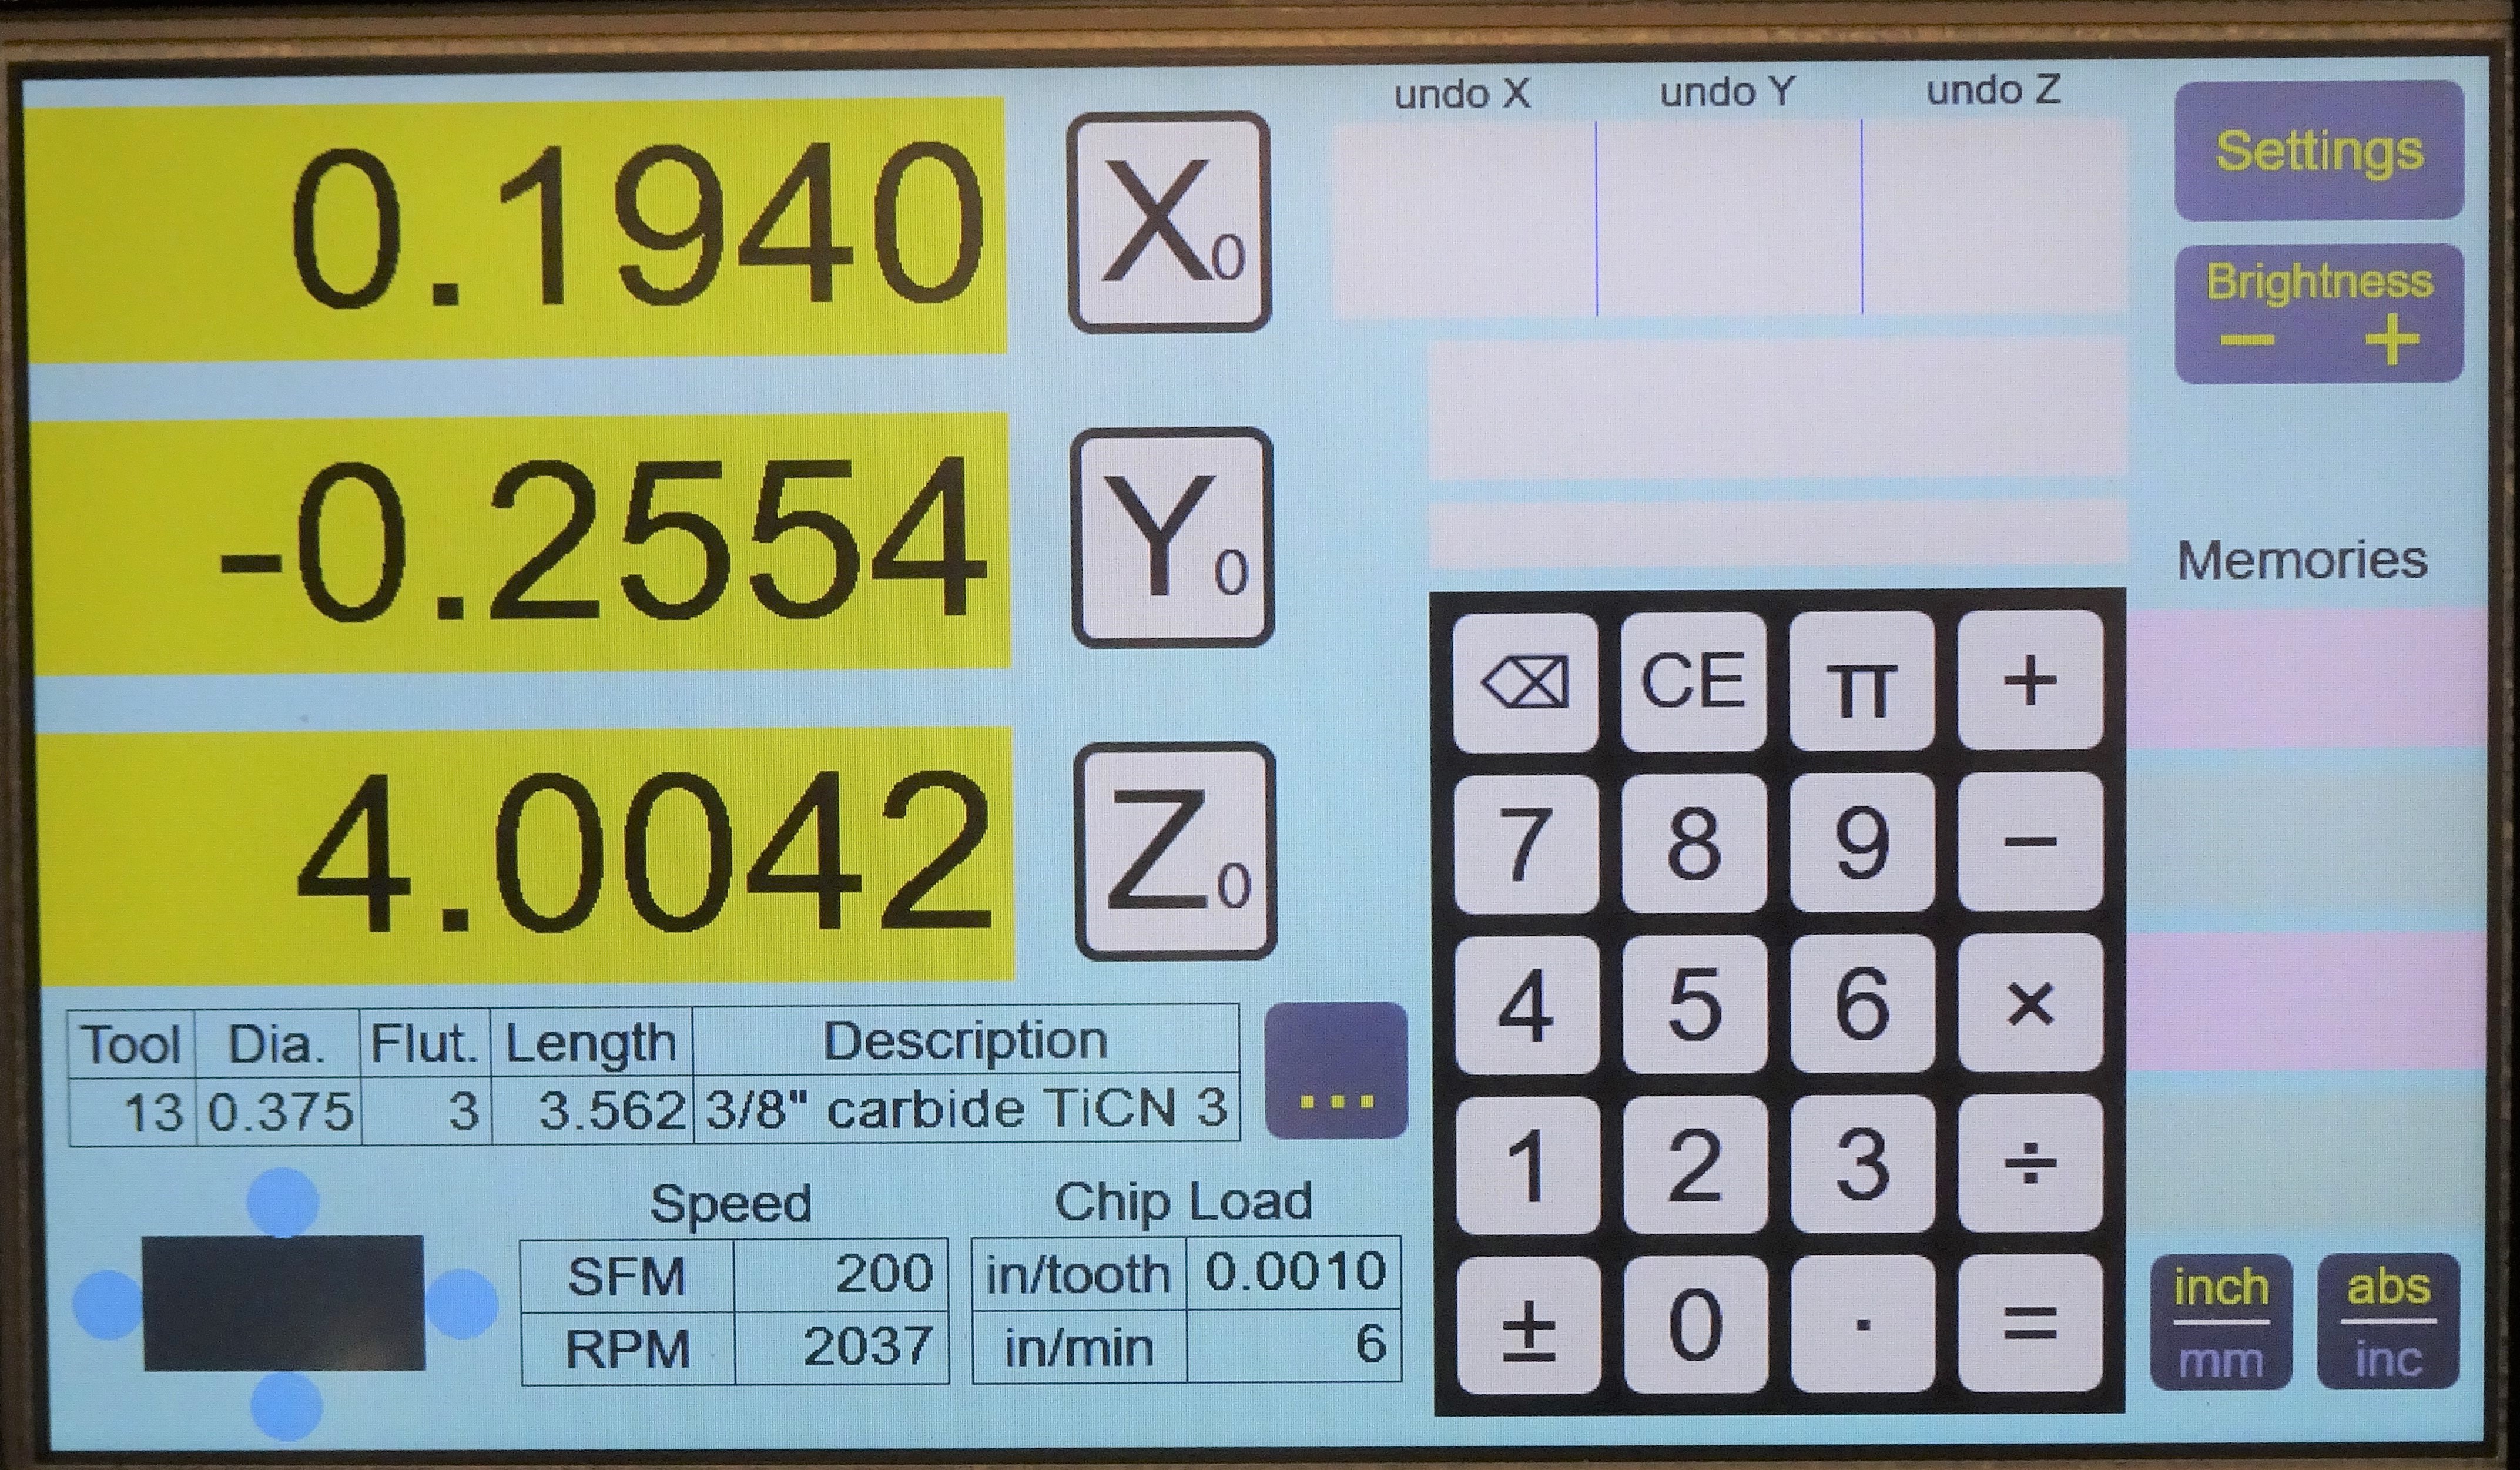 undo X undo Y undo Z
0.1940 X0
Settings
Brightness
− +
-0.2554 Y0
Memories
4.0042 Z0
⌫ CE π +
7 8 9 −
4 5 6 ×
1 2 3 ÷
± 0 . =
Tool Dia. Flut. Length Description
13 0.375 3 3.562 3/8" carbide TiCN 3
...
Speed Chip Load
SFM 200 in/tooth 0.0010
RPM 2037 in/min 6
inch abs
mm inc